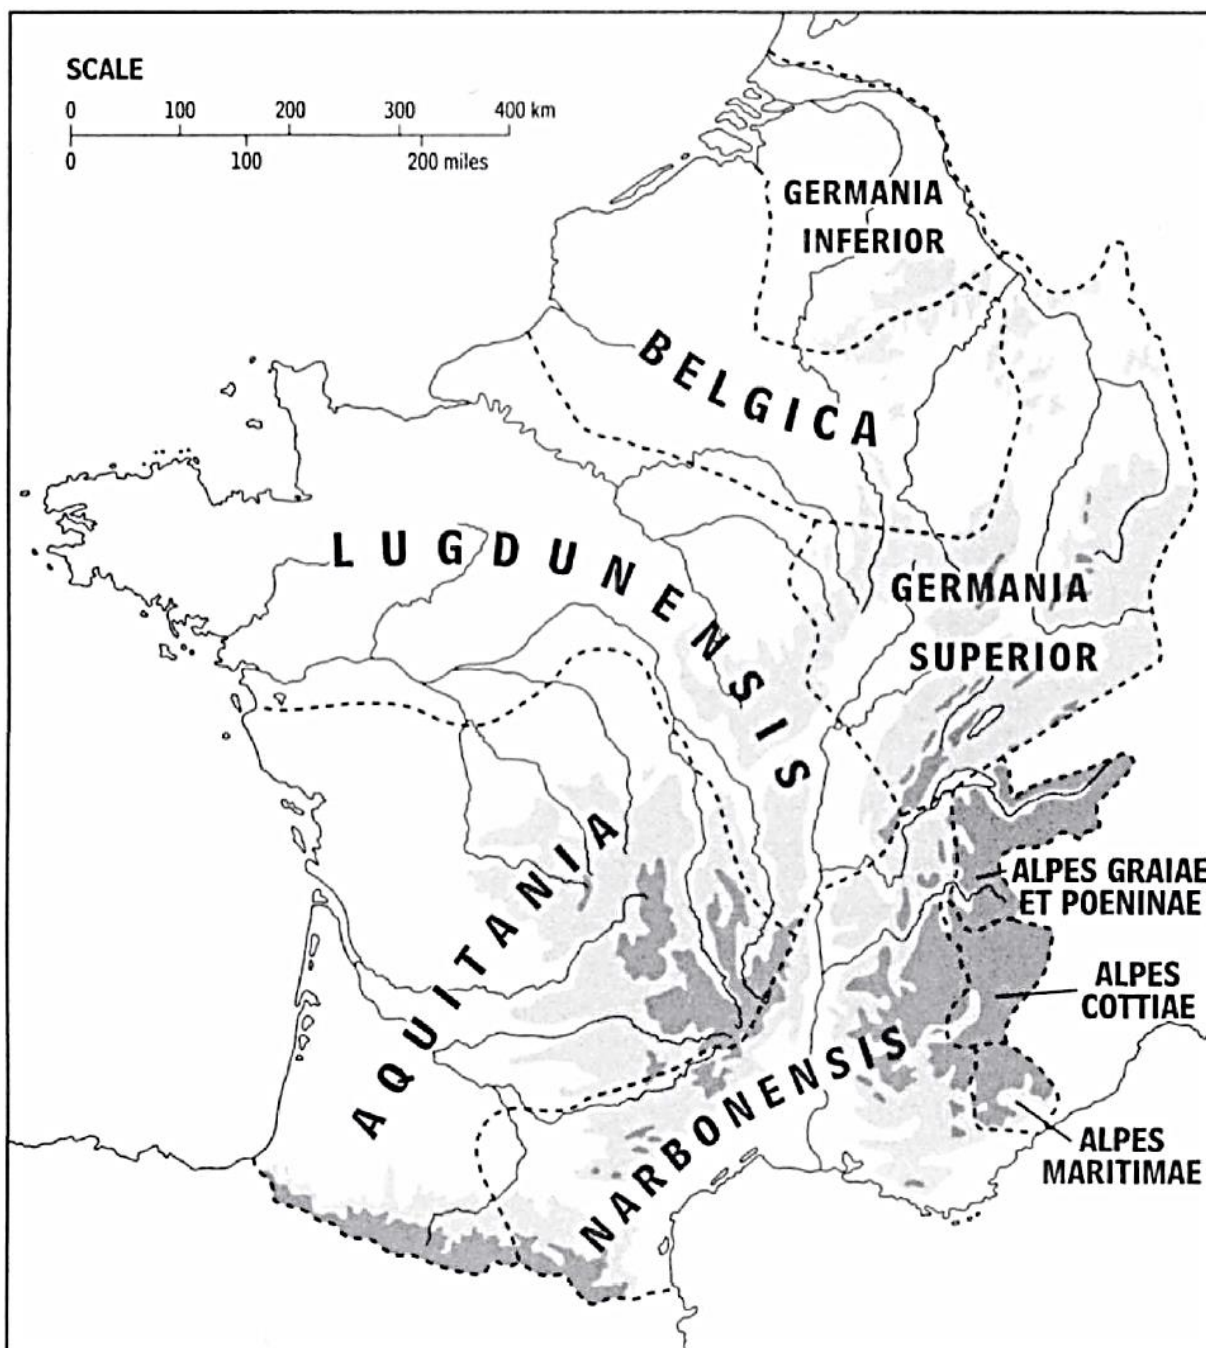 SCALE
0 100 200 300 400 km
0 100 200 miles
GERMANIA
INFERIOR
BELGICA
LUGDUNENSIS
GERMANIA
SUPERIOR
AQUITANIA
ALPES GRAIAE
ET POENINAE
ALPES
COTTIAE
NARBONENSIS
ALPES
MARITIMAE